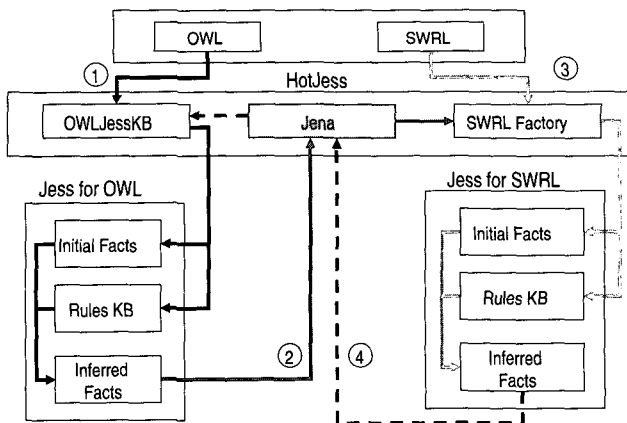 OWL
SWRL
1
3
HotJess
OWLJessKB
Jena
SWRL Factory
Jess for OWL
Jess for SWRL
Initial Facts
Initial Facts
Rules KB
Rules KB
2
4
Inferred
Facts
Inferred
Facts